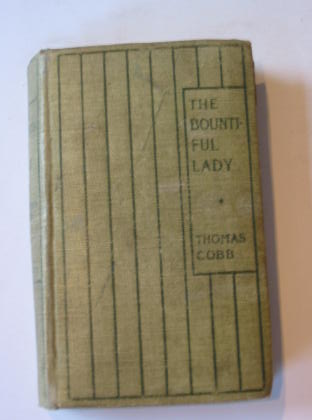 THE
BOUNTI-
FUL
LADY
THOMAS
COBB